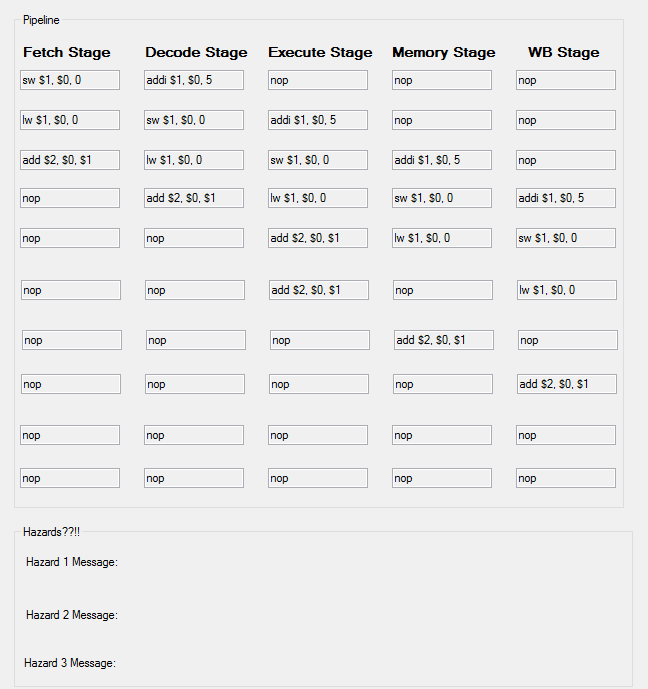 Pipeline
Fetch Stage Decode Stage Execute Stage Memory Stage WB Stage
sw $1, $0, 0 addi $1, $0, 5 nop nop nop
lw $1, $0, 0 sw $1, $0, 0 addi $1, $0, 5 nop nop
add $2, $0, $1 lw $1, $0, 0 sw $1, $0, 0 addi $1, $0, 5 nop
nop add $2, $0, $1 lw $1, $0, 0 sw $1, $0, 0 addi $1, $0, 5
nop nop add $2, $0, $1 lw $1, $0, 0 sw $1, $0, 0
nop nop add $2, $0, $1 nop lw $1, $0, 0
nop nop nop add $2, $0, $1 nop
nop nop nop nop add $2, $0, $1
nop nop nop nop nop
nop nop nop nop nop
Hazards??!!
Hazard 1 Message:
Hazard 2 Message:
Hazard 3 Message: